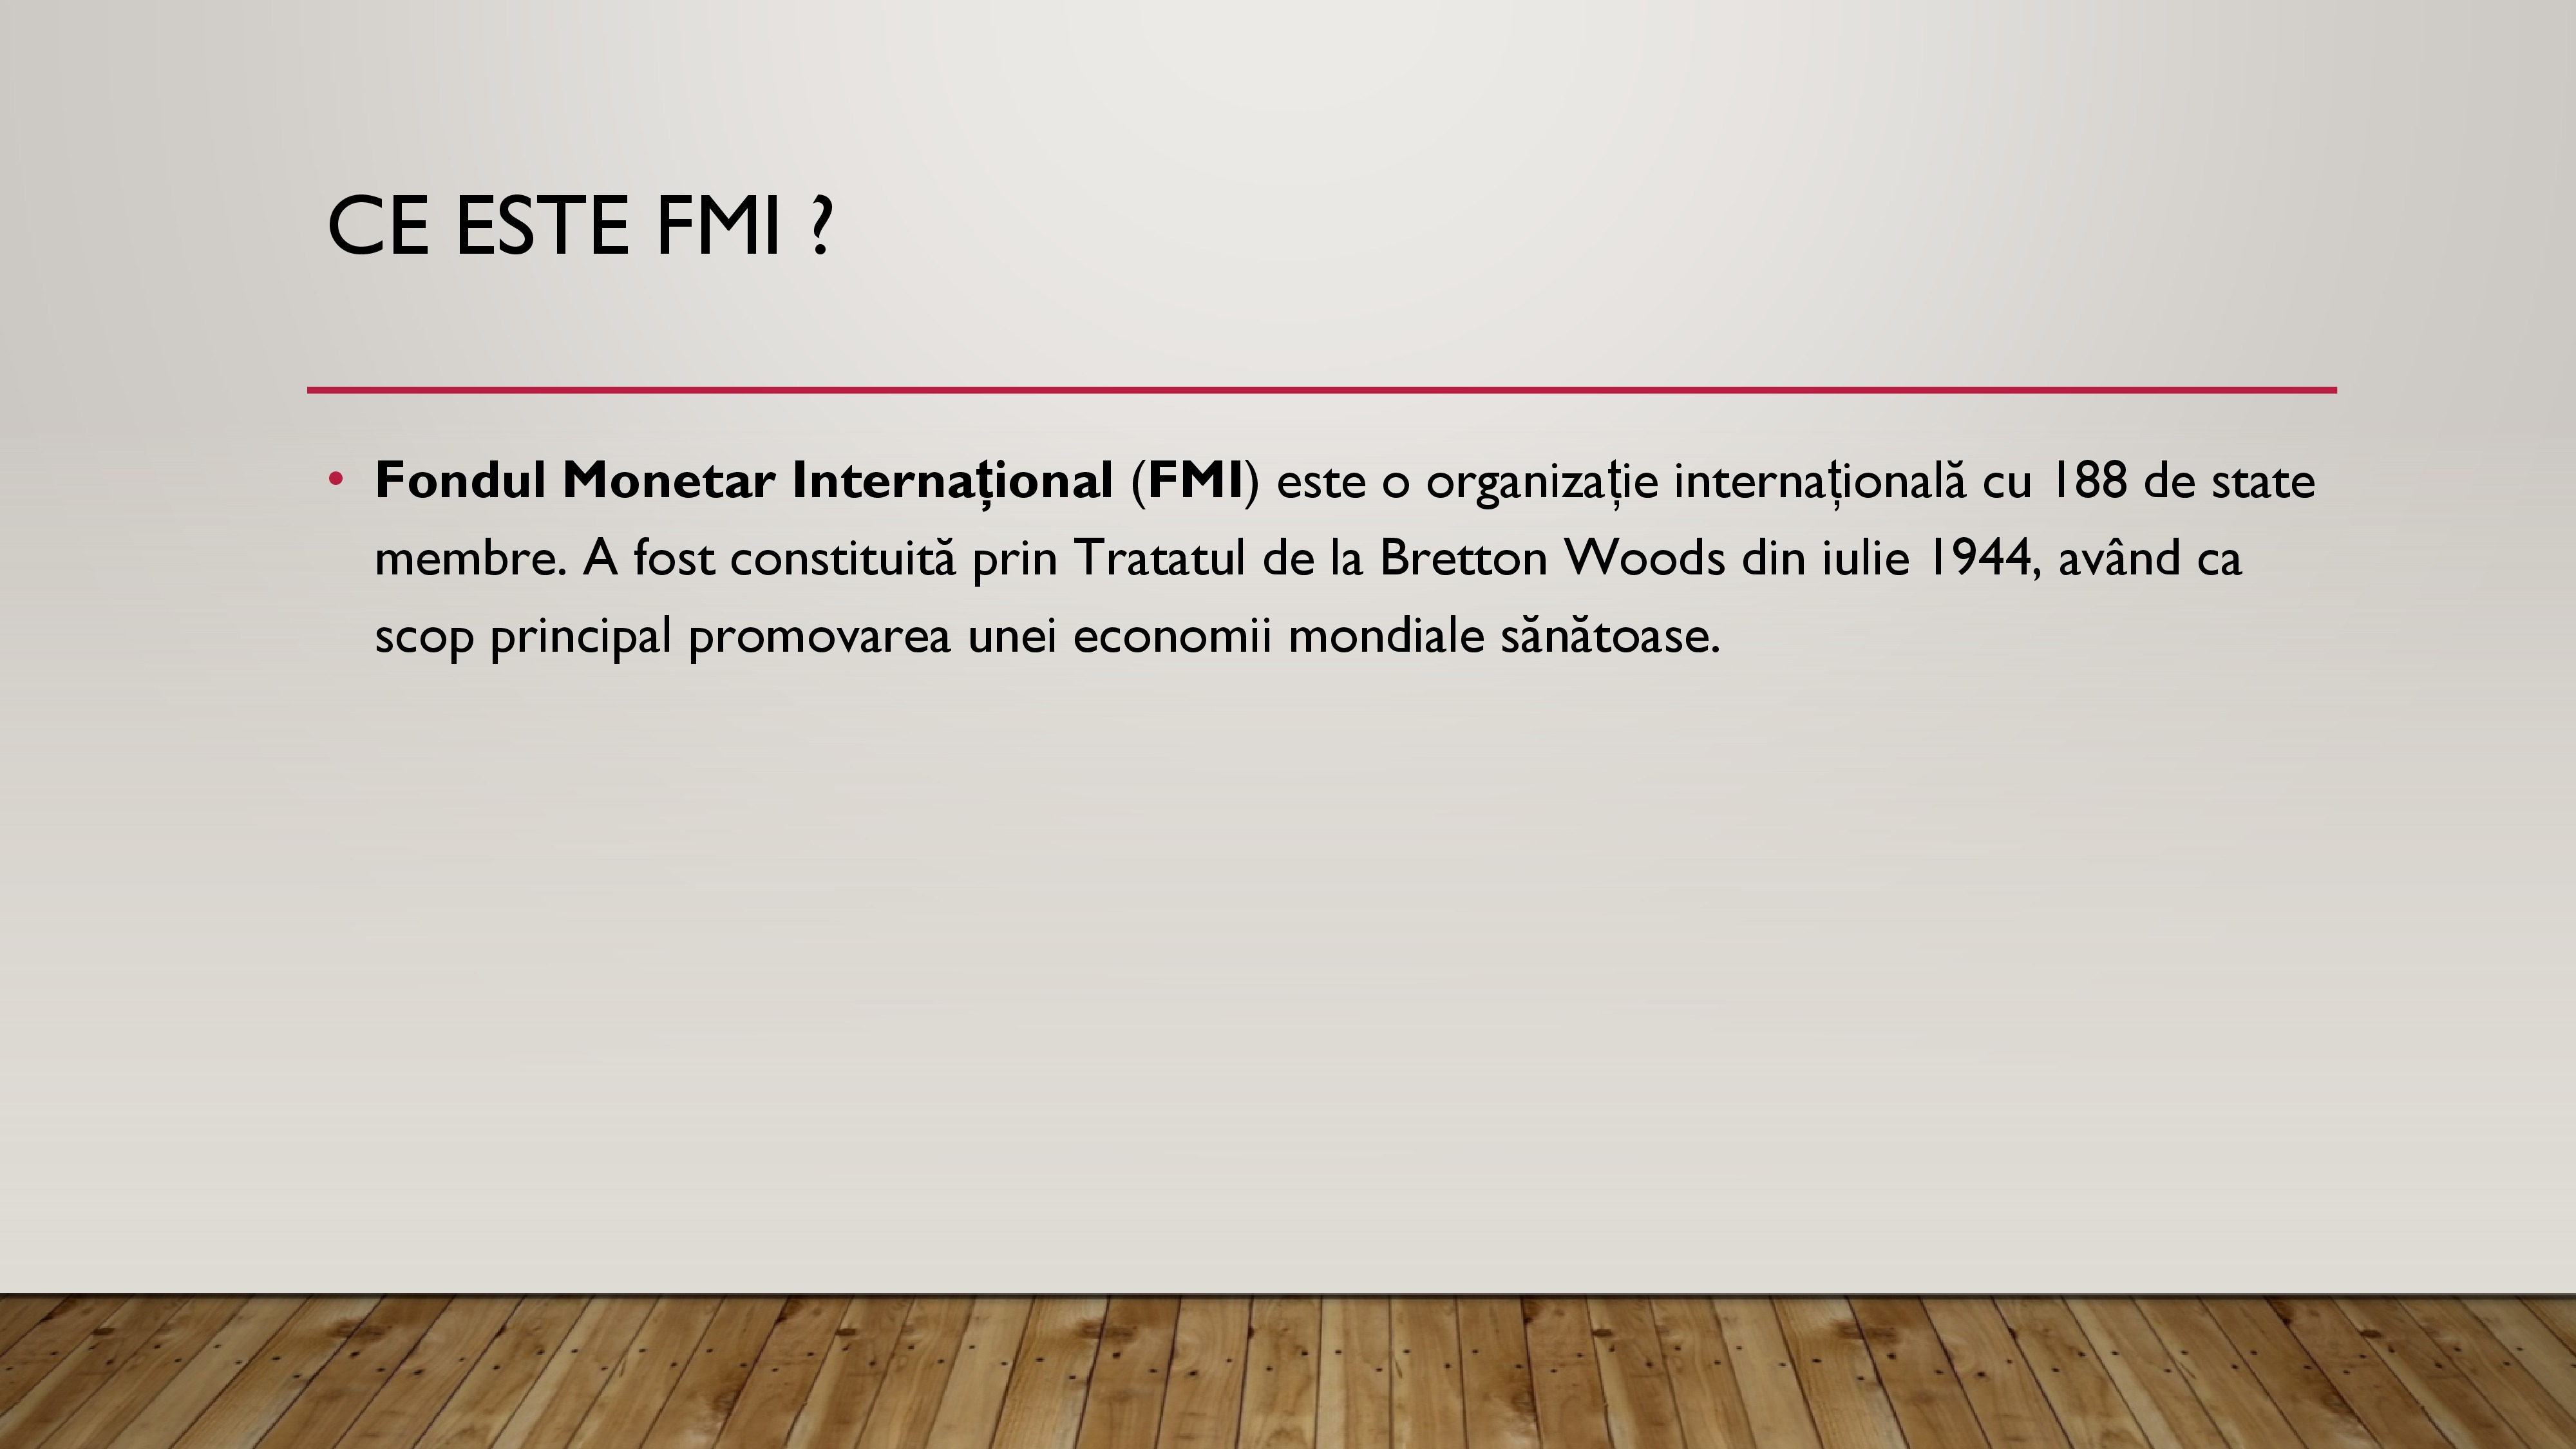 CE ESTE FMI ?
• Fondul Monetar Internațional (FMI) este o organizație internațională cu 188 de state
membre. A fost constituită prin Tratatul de la Bretton Woods din iulie 1944, având ca
scop principal promovarea unei economii mondiale sănătoase.